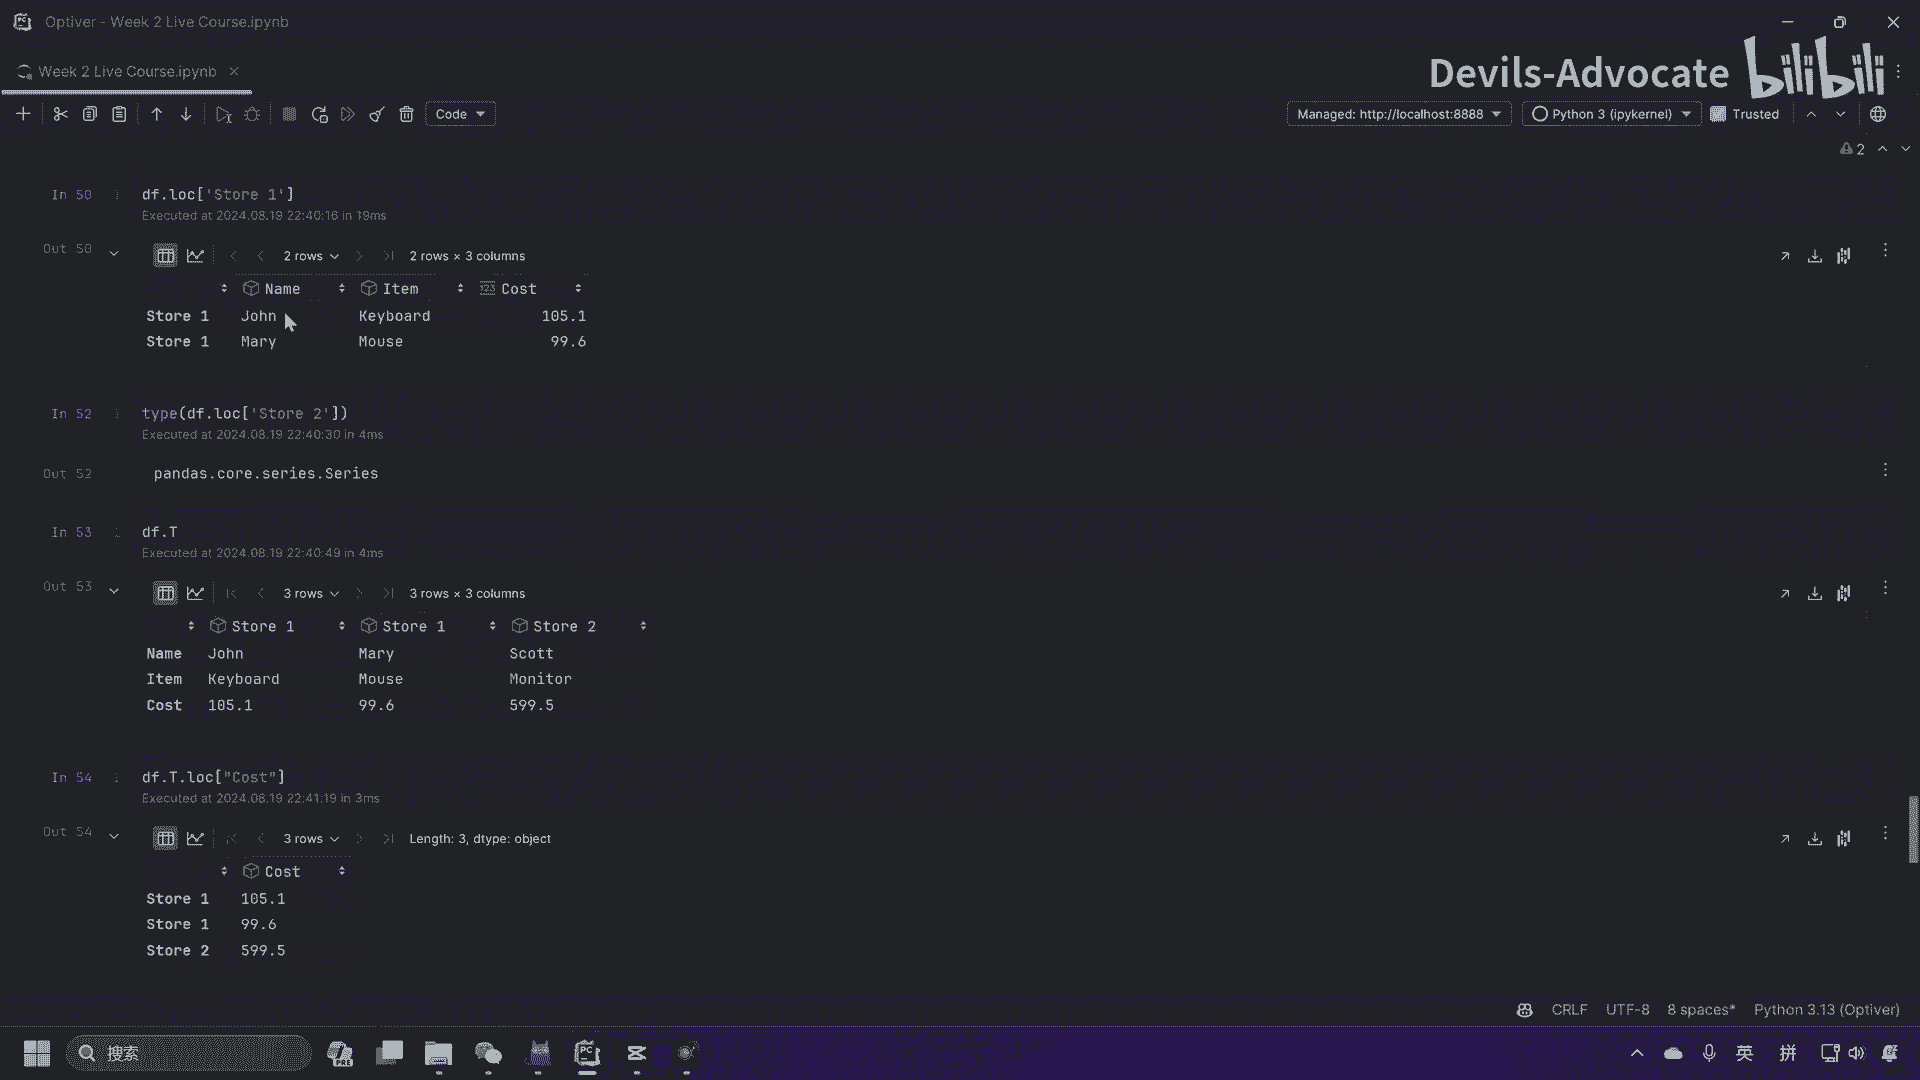 Optiver - Week 2 Live Course.ipynb
Week 2 Live Course.ipynb
Devils-Advocate bilibili
Code
Managed: http://localhost:8888
Python 3 (ipykernel)
Trusted
2
In 50 df.loc['Store 1']
Executed at 2024.08.19 22:40:16 in 19ms
Out 50 2 rows 2 rows × 3 columns
Name Item Cost
Store 1 John Keyboard 105.1
Store 1 Mary Mouse 99.6
In 52 type(df.loc['Store 2'])
Executed at 2024.08.19 22:40:30 in 4ms
Out 52 pandas.core.series.Series
In 53 df.T
Executed at 2024.08.19 22:40:49 in 4ms
Out 53 3 rows 3 rows × 3 columns
Store 1 Store 1 Store 2
Name John Mary Scott
Item Keyboard Mouse Monitor
Cost 105.1 99.6 599.5
In 54 df.T.loc["Cost"]
Executed at 2024.08.19 22:41:19 in 3ms
Out 54 3 rows Length: 3, dtype: object
Cost
Store 1 105.1
Store 1 99.6
Store 2 599.5
CRLF UTF-8 8 spaces* Python 3.13 (Optiver)
搜索
英 拼